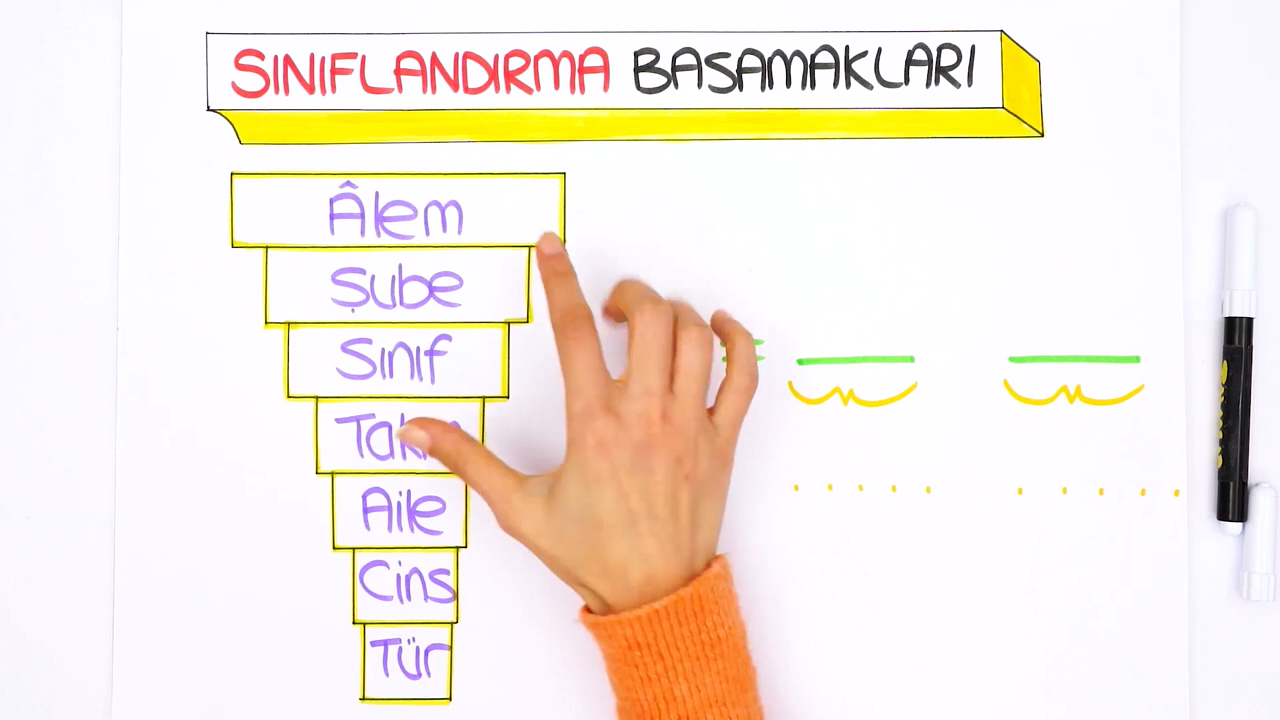 SINIFLANDIRMA BASAMAKLARI
Âlem
Şube
Sınıf
Aile
Cins
Tür